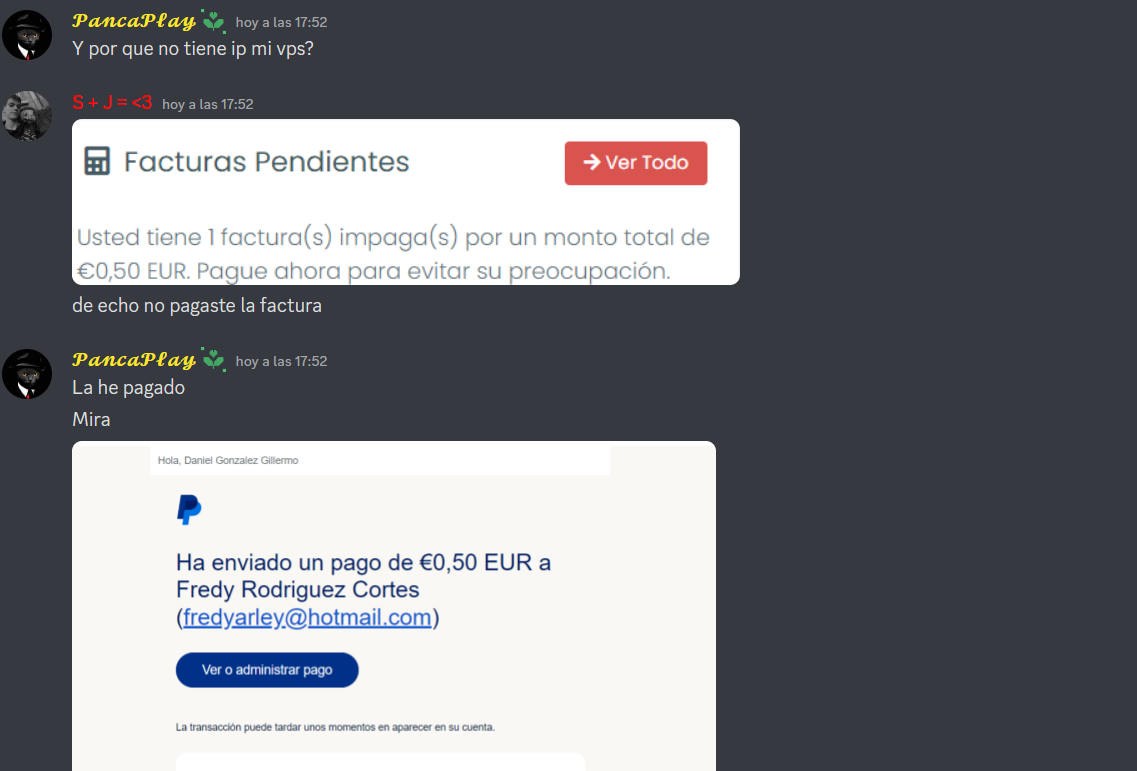 PancaPlay hoy a las 17:52
Y por que no tiene ip mi vps?
S + J = <3 hoy a las 17:52
Facturas Pendientes
→ Ver Todo
Usted tiene 1 factura(s) impaga(s) por un monto total de
€0,50 EUR. Pague ahora para evitar su preocupación.
de echo no pagaste la factura
PancaPlay hoy a las 17:52
La he pagado
Mira
Hola, Daniel Gonzalez Gillermo
Ha enviado un pago de €0,50 EUR a
Fredy Rodriguez Cortes
(fredyarley@hotmail.com)
Ver o administrar pago
La transacción puede tardar unos momentos en aparecer en su cuenta.